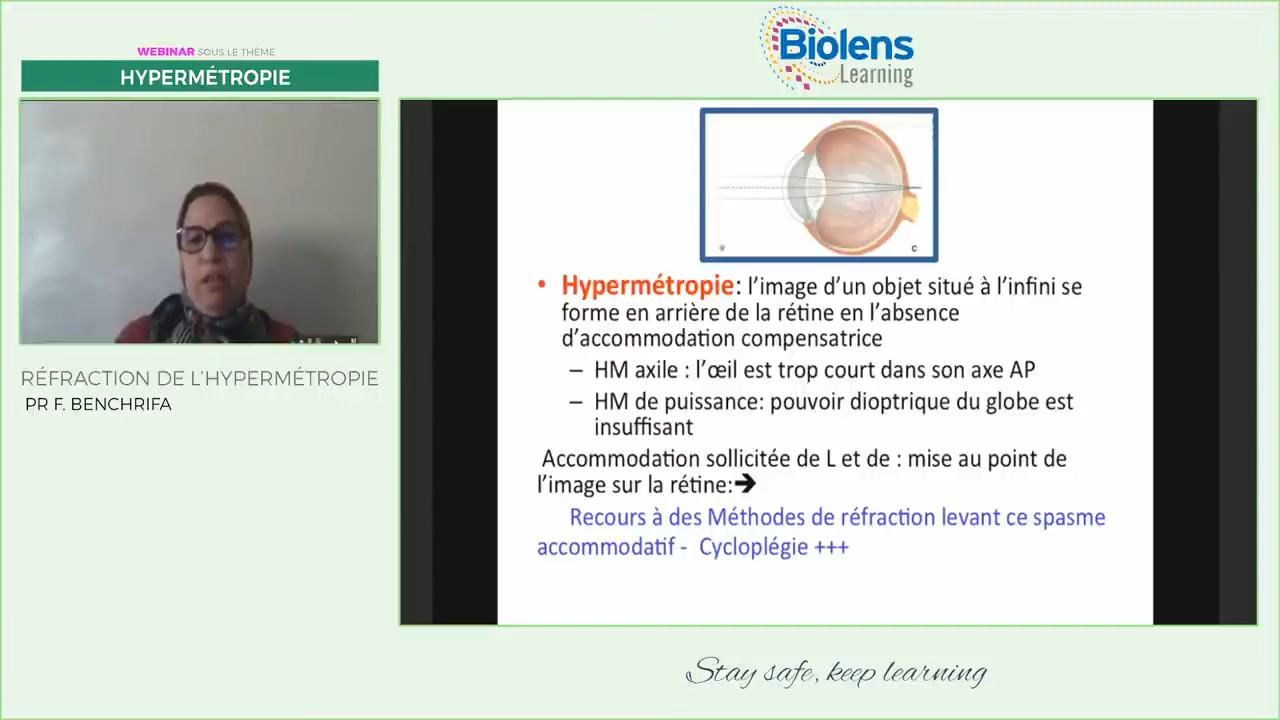 WEBINAR SOUS LE THÈME
HYPERMÉTROPIE
Biolens
Learning
RÉFRACTION DE L'HYPERMÉTROPIE
PR F. BENCHRIFA
C
• Hypermétropie: l'image d'un objet situé à l'infini se
forme en arrière de la rétine en l'absence
d'accommodation compensatrice
– HM axile : l'œil est trop court dans son axe AP
– HM de puissance: pouvoir dioptrique du globe est
insuffisant
Accommodation sollicitée de L et de : mise au point de
l'image sur la rétine:➔
Recours à des Méthodes de réfraction levant ce spasme
accommodatif - Cycloplégie +++
Stay safe, keep learning